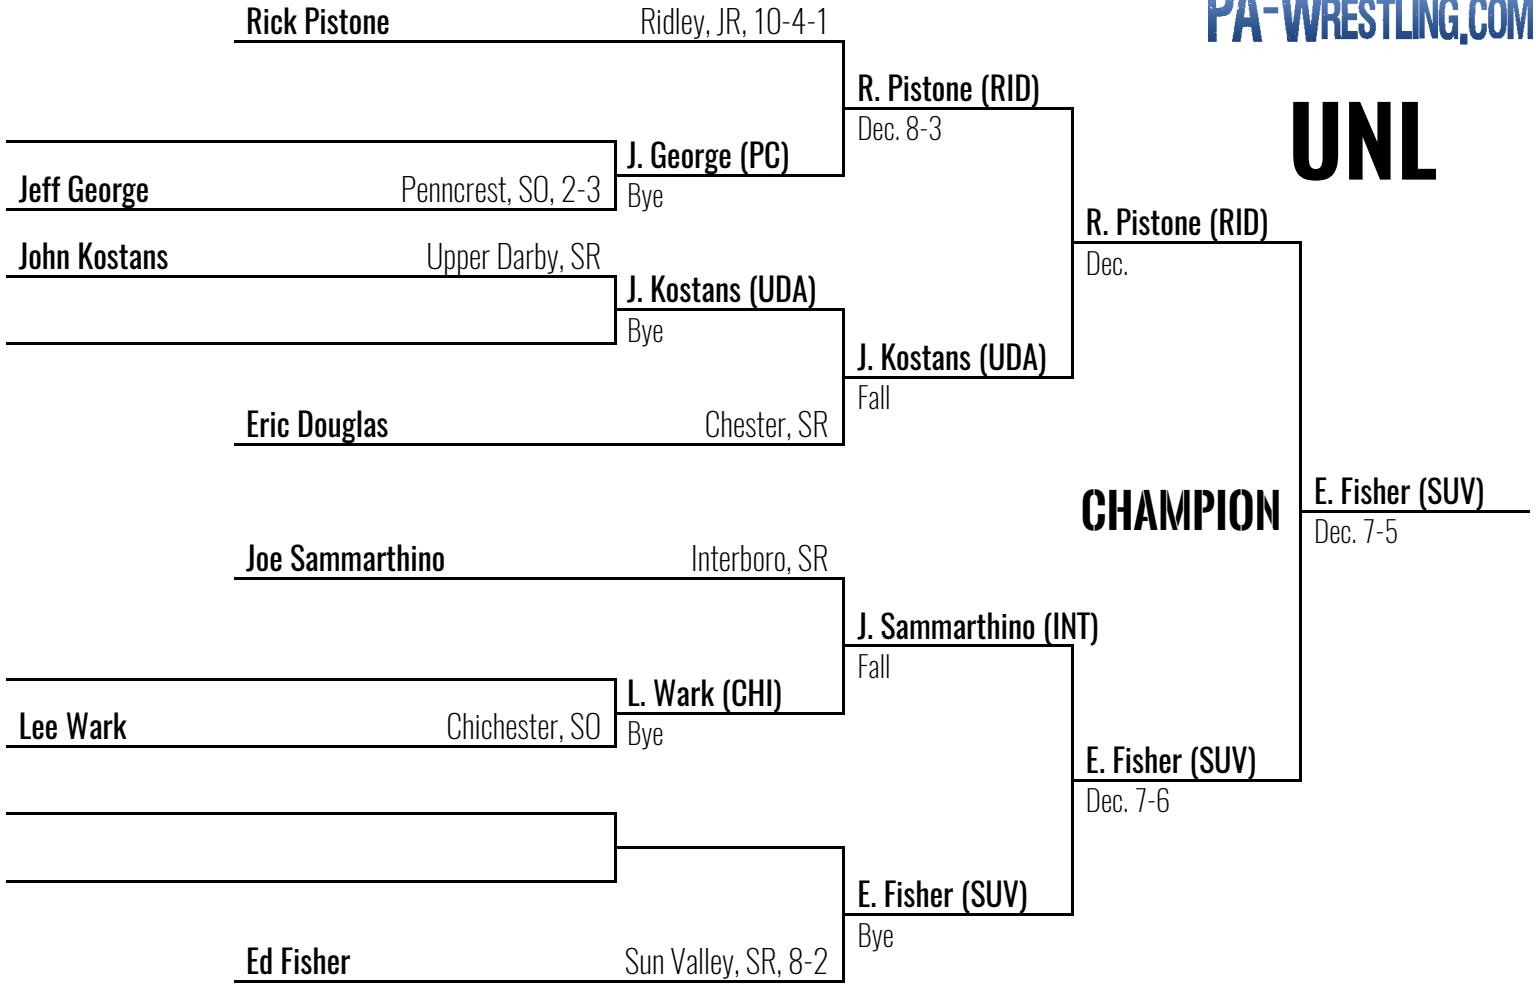 PA-WRESTLING.COM
UNL
Rick Pistone Ridley, JR, 10-4-1
R. Pistone (RID)
Dec. 8-3
J. George (PC)
Jeff George Penncrest, SO, 2-3
Bye
R. Pistone (RID)
Dec.
John Kostans Upper Darby, SR
J. Kostans (UDA)
Bye
J. Kostans (UDA)
Fall
Eric Douglas Chester, SR
CHAMPION
E. Fisher (SUV)
Dec. 7-5
Joe Sammarthino Interboro, SR
J. Sammarthino (INT)
Fall
L. Wark (CHI)
Lee Wark Chichester, SO
Bye
E. Fisher (SUV)
Dec. 7-6
E. Fisher (SUV)
Bye
Ed Fisher Sun Valley, SR, 8-2